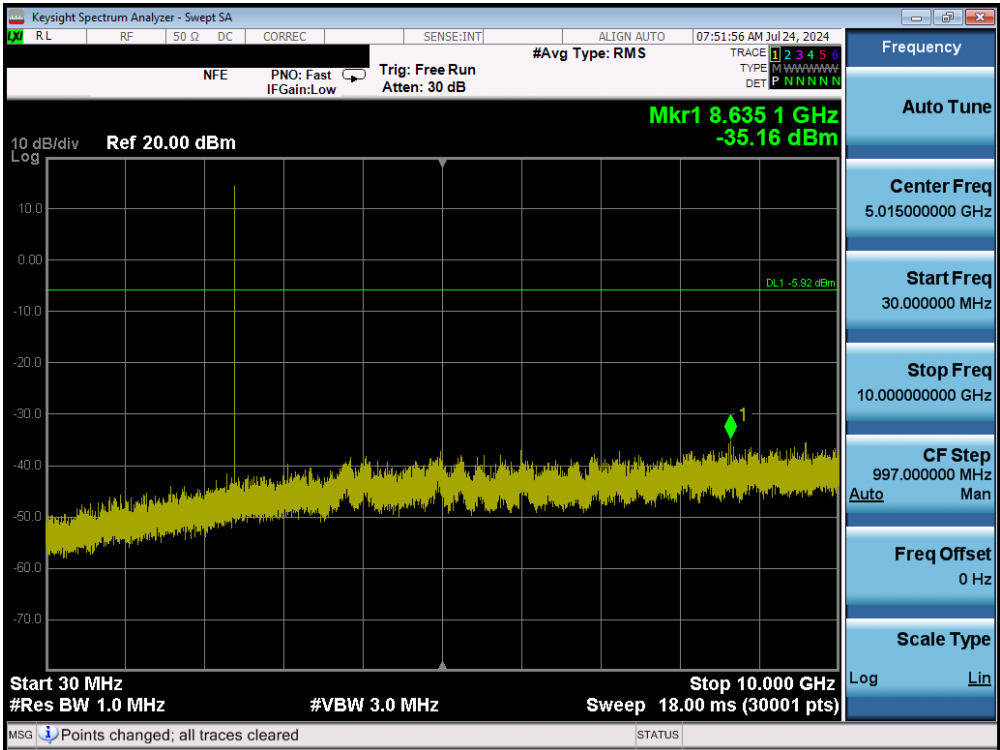 Keysight Spectrum Analyzer - Swept SA
LXI RL RF 50 Ω DC CORREC SENSE:INT ALIGN AUTO 07:51:56 AM Jul 24, 2024
NFE PNO: Fast Trig: Free Run #Avg Type: RMS TRACE 1 2 3 4 5 6
IFGain:Low Atten: 30 dB TYPE M WWWWW
DET P N N N N N
Mkr1 8.635 1 GHz
-35.16 dBm
10 dB/div Ref 20.00 dBm
Log
10.0
0.00
DL1 -5.92 dBm
-10.0
-20.0
-30.0
1
-40.0
-50.0
-60.0
-70.0
Start 30 MHz Stop 10.000 GHz
#Res BW 1.0 MHz #VBW 3.0 MHz Sweep 18.00 ms (30001 pts)
MSG Points changed; all traces cleared STATUS
Frequency
Auto Tune
Center Freq
5.015000000 GHz
Start Freq
30.000000 MHz
Stop Freq
10.000000000 GHz
CF Step
997.000000 MHz
Auto Man
Freq Offset
0 Hz
Scale Type
Log Lin